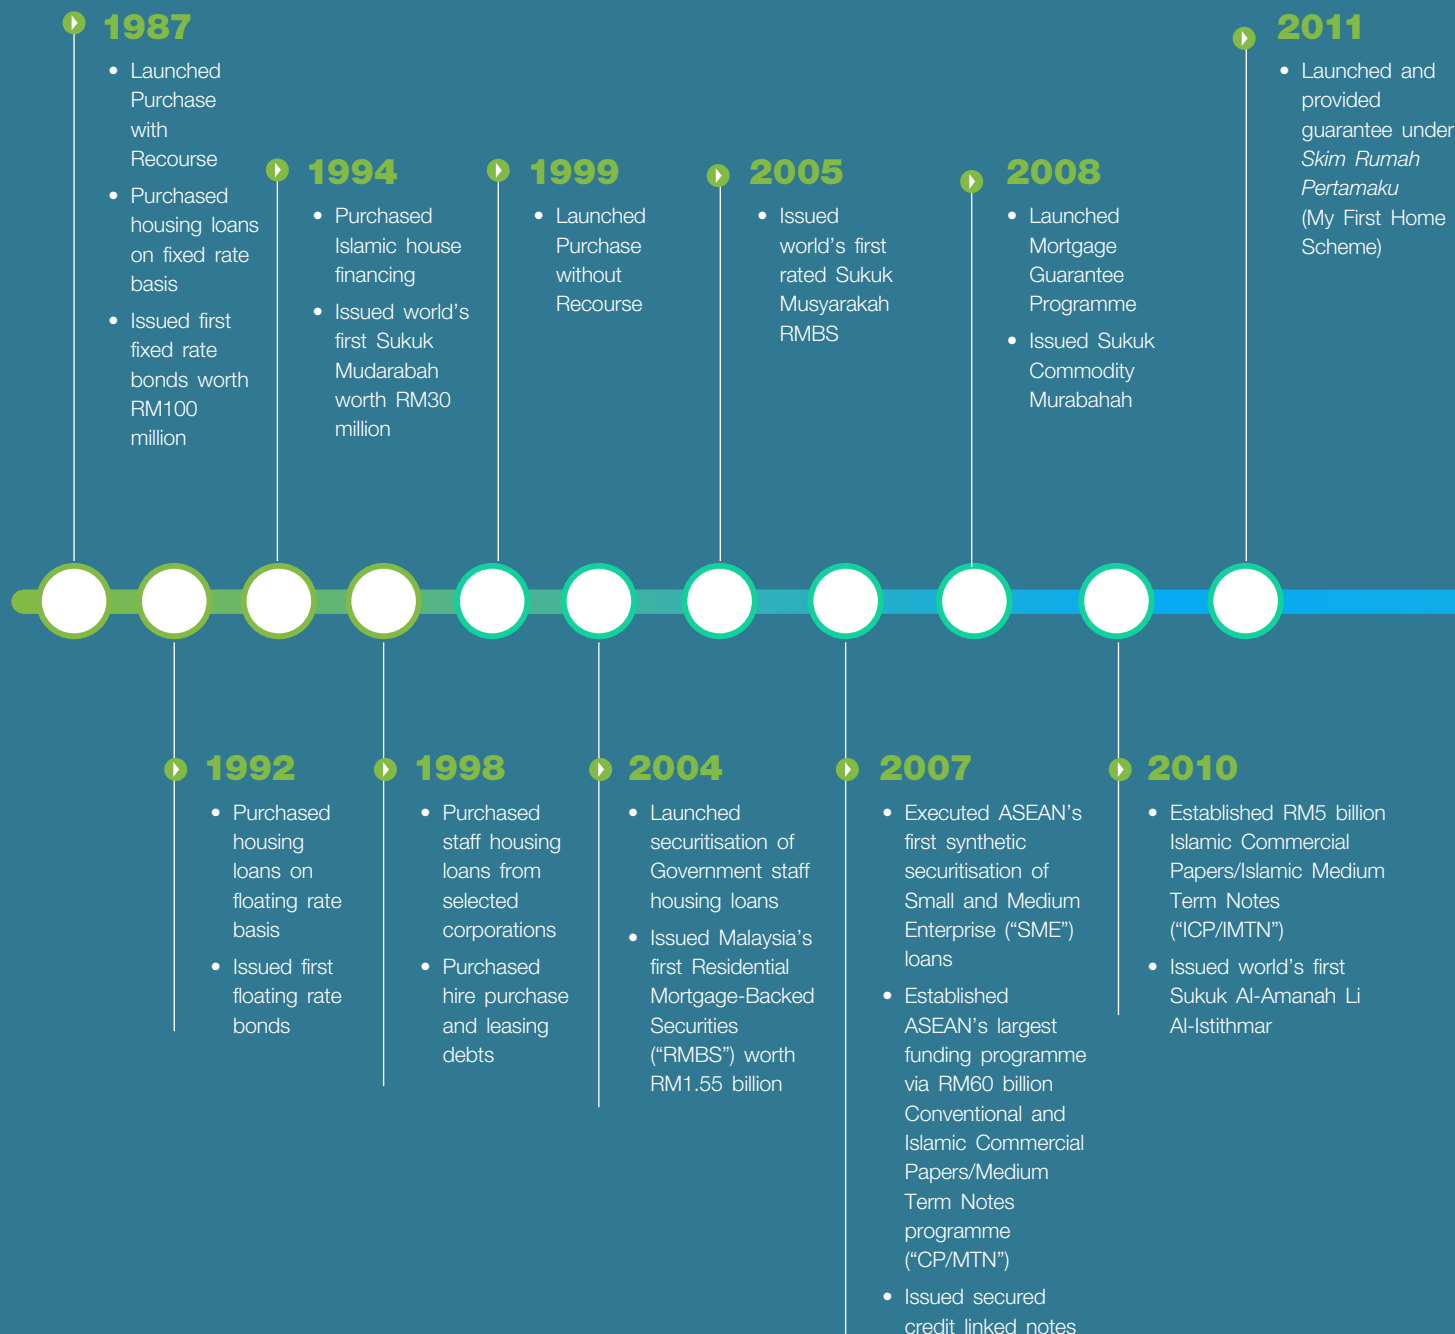 1987
• Launched
Purchase
with
Recourse
• Purchased
housing loans
on fixed rate
basis
• Issued first
fixed rate
bonds worth
RM100
million
1992
• Purchased
housing
loans on
floating rate
basis
• Issued first
floating rate
bonds
1994
• Purchased
Islamic house
financing
• Issued world’s
first Sukuk
Mudarabah
worth RM30
million
1998
• Purchased
staff housing
loans from
selected
corporations
• Purchased
hire purchase
and leasing
debts
1999
• Launched
Purchase
without
Recourse
2004
• Launched
securitisation of
Government staff
housing loans
• Issued Malaysia’s
first Residential
Mortgage-Backed
Securities
(“RMBS”) worth
RM1.55 billion
2005
• Issued
world’s first
rated Sukuk
Musyarakah
RMBS
2007
• Executed ASEAN’s
first synthetic
securitisation of
Small and Medium
Enterprise (“SME”)
loans
• Established
ASEAN’s largest
funding programme
via RM60 billion
Conventional and
Islamic Commercial
Papers/Medium
Term Notes
programme
(“CP/MTN”)
• Issued secured
credit linked notes
2008
• Launched
Mortgage
Guarantee
Programme
• Issued Sukuk
Commodity
Murabahah
2010
• Established RM5 billion
Islamic Commercial
Papers/Islamic Medium
Term Notes
(“ICP/IMTN”)
• Issued world’s first
Sukuk Al-Amanah Li
Al-Istithmar
2011
• Launched and
provided
guarantee under
Skim Rumah
Pertamaku
(My First Home
Scheme)